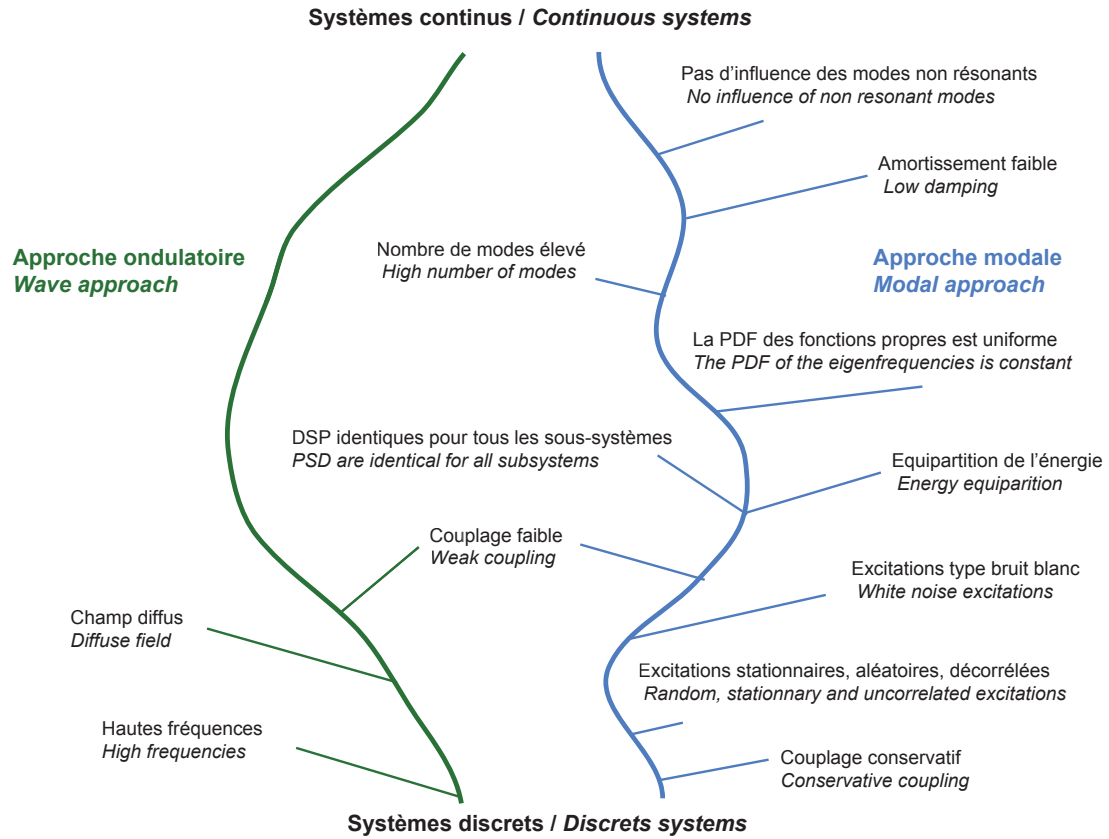 Systèmes continus / Continuous systems
Pas d'influence des modes non résonants
No influence of non resonant modes
Amortissement faible
Low damping
Approche ondulatoire
Wave approach
Nombre de modes élevé
High number of modes
Approche modale
Modal approach
La PDF des fonctions propres est uniforme
The PDF of the eigenfrequencies is constant
DSP identiques pour tous les sous-systèmes
PSD are identical for all subsystems
Equipartition de l'énergie
Energy equiparition
Couplage faible
Weak coupling
Excitations type bruit blanc
White noise excitations
Champ diffus
Diffuse field
Excitations stationnaires, aléatoires, décorrélées
Random, stationnary and uncorrelated excitations
Hautes fréquences
High frequencies
Couplage conservatif
Conservative coupling
Systèmes discrets / Discrets systems